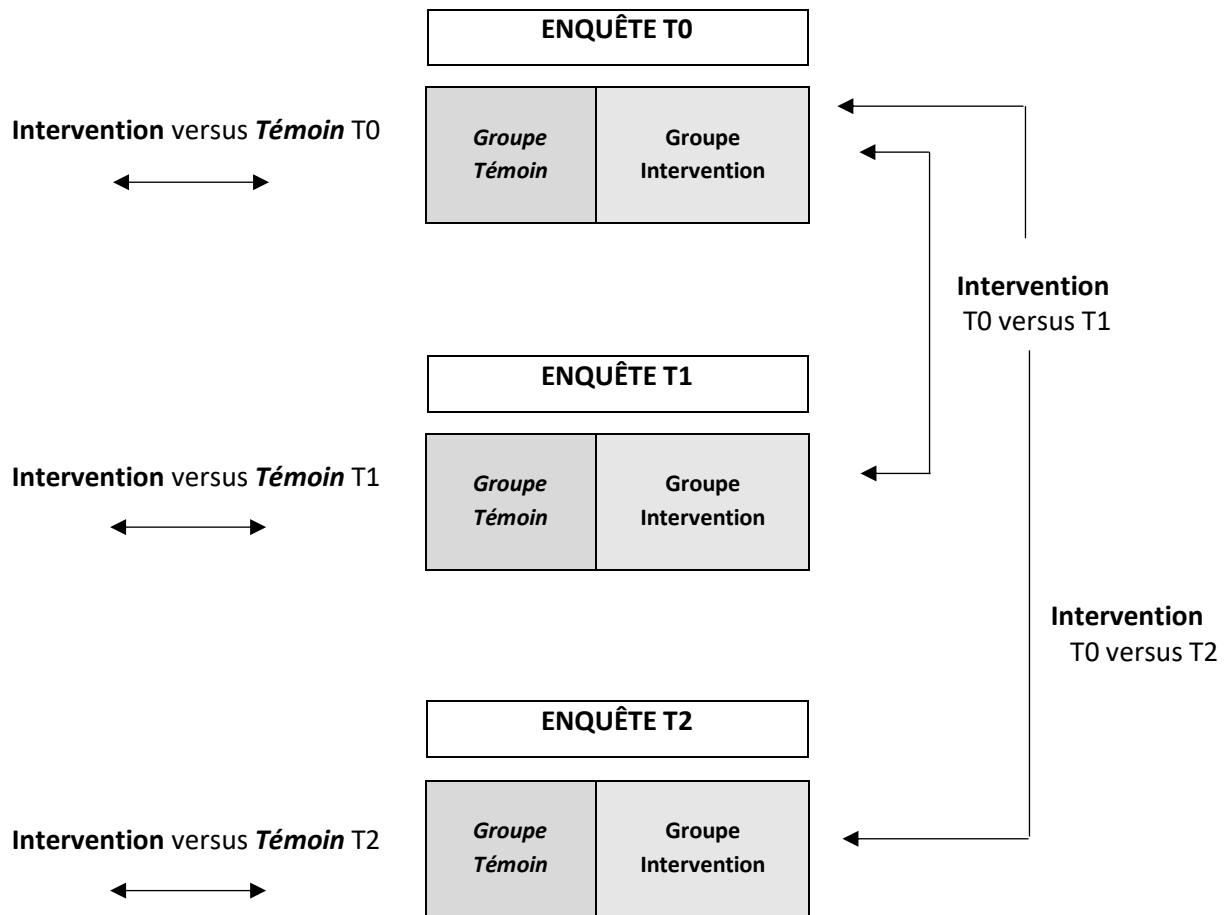 ENQUÊTE T0
Intervention versus Témoin T0
Groupe
Témoin
Groupe
Intervention
Intervention
T0 versus T1
ENQUÊTE T1
Intervention versus Témoin T1
Groupe
Témoin
Groupe
Intervention
Intervention
T0 versus T2
ENQUÊTE T2
Intervention versus Témoin T2
Groupe
Témoin
Groupe
Intervention